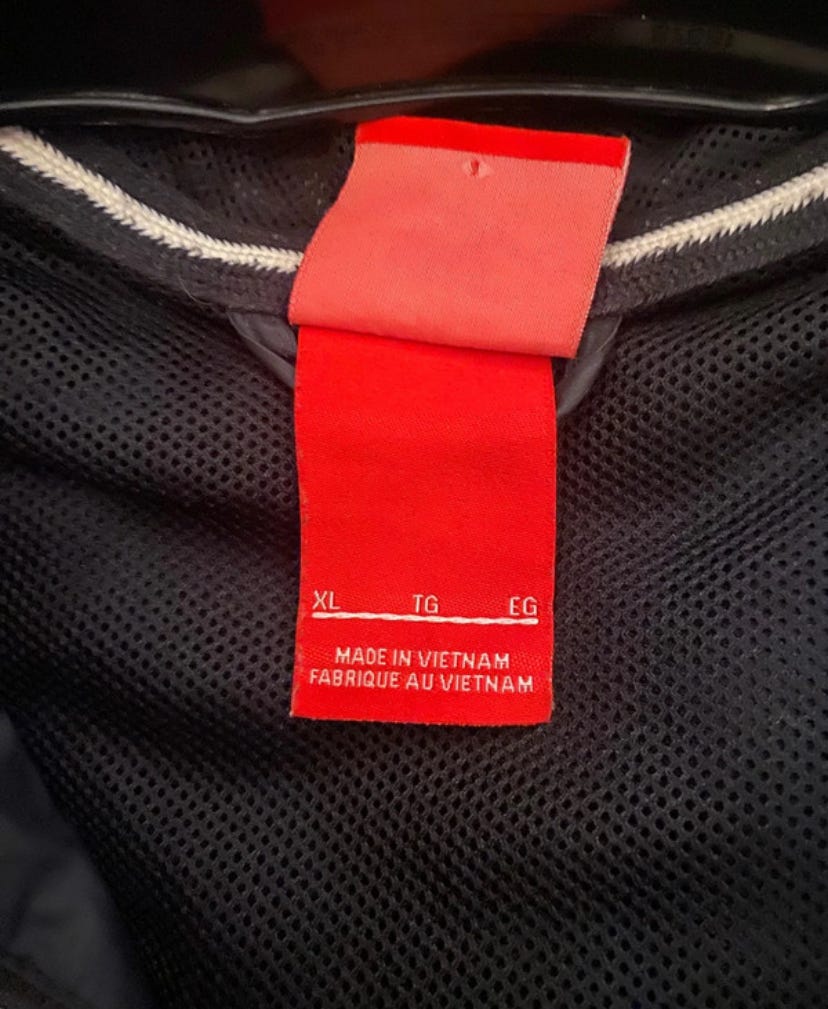 XL TG EG
MADE IN VIETNAM
FABRIQUE AU VIETNAM